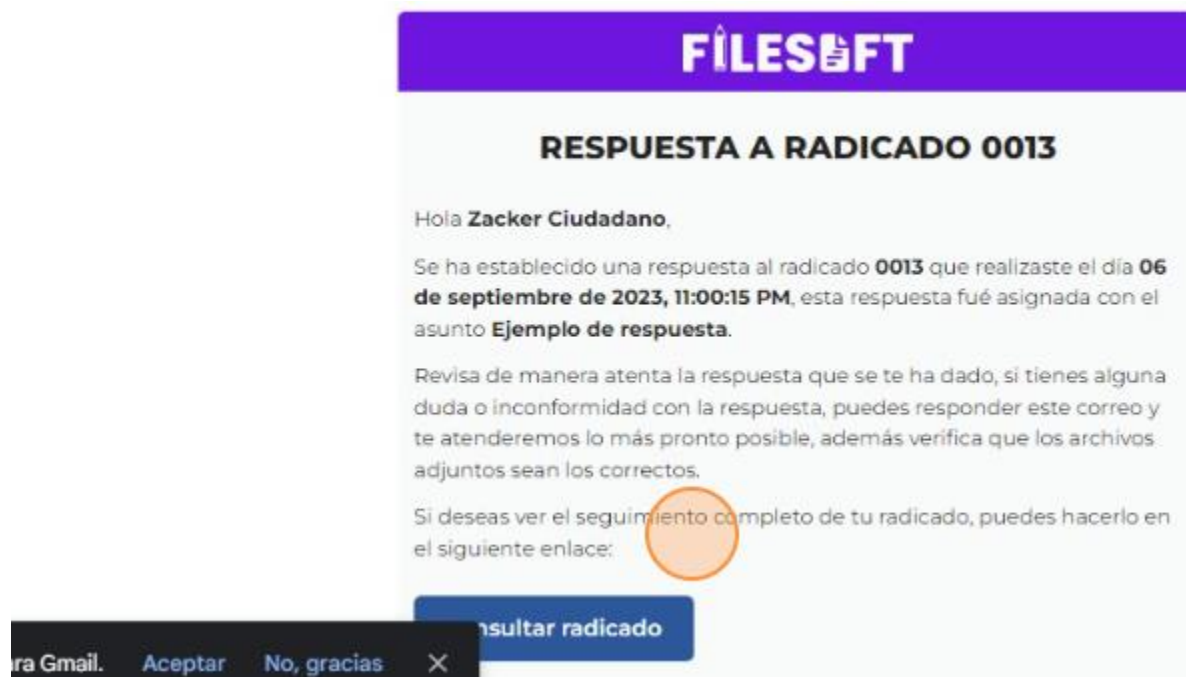 FILESOFT
RESPUESTA A RADICADO 0013
Hola Zacker Ciudadano,
Se ha establecido una respuesta al radicado 0013 que realizaste el día 06
de septiembre de 2023, 11:00:15 PM, esta respuesta fué asignada con el
asunto Ejemplo de respuesta.
Revisa de manera atenta la respuesta que se te ha dado, si tienes alguna
duda o inconformidad con la respuesta, puedes responder este correo y
te atenderemos lo más pronto posible, además verifica que los archivos
adjuntos sean los correctos.
Si deseas ver el seguimiento completo de tu radicado, puedes hacerlo en
el siguiente enlace:
nsultar radicado
ra Gmail. Aceptar No, gracias